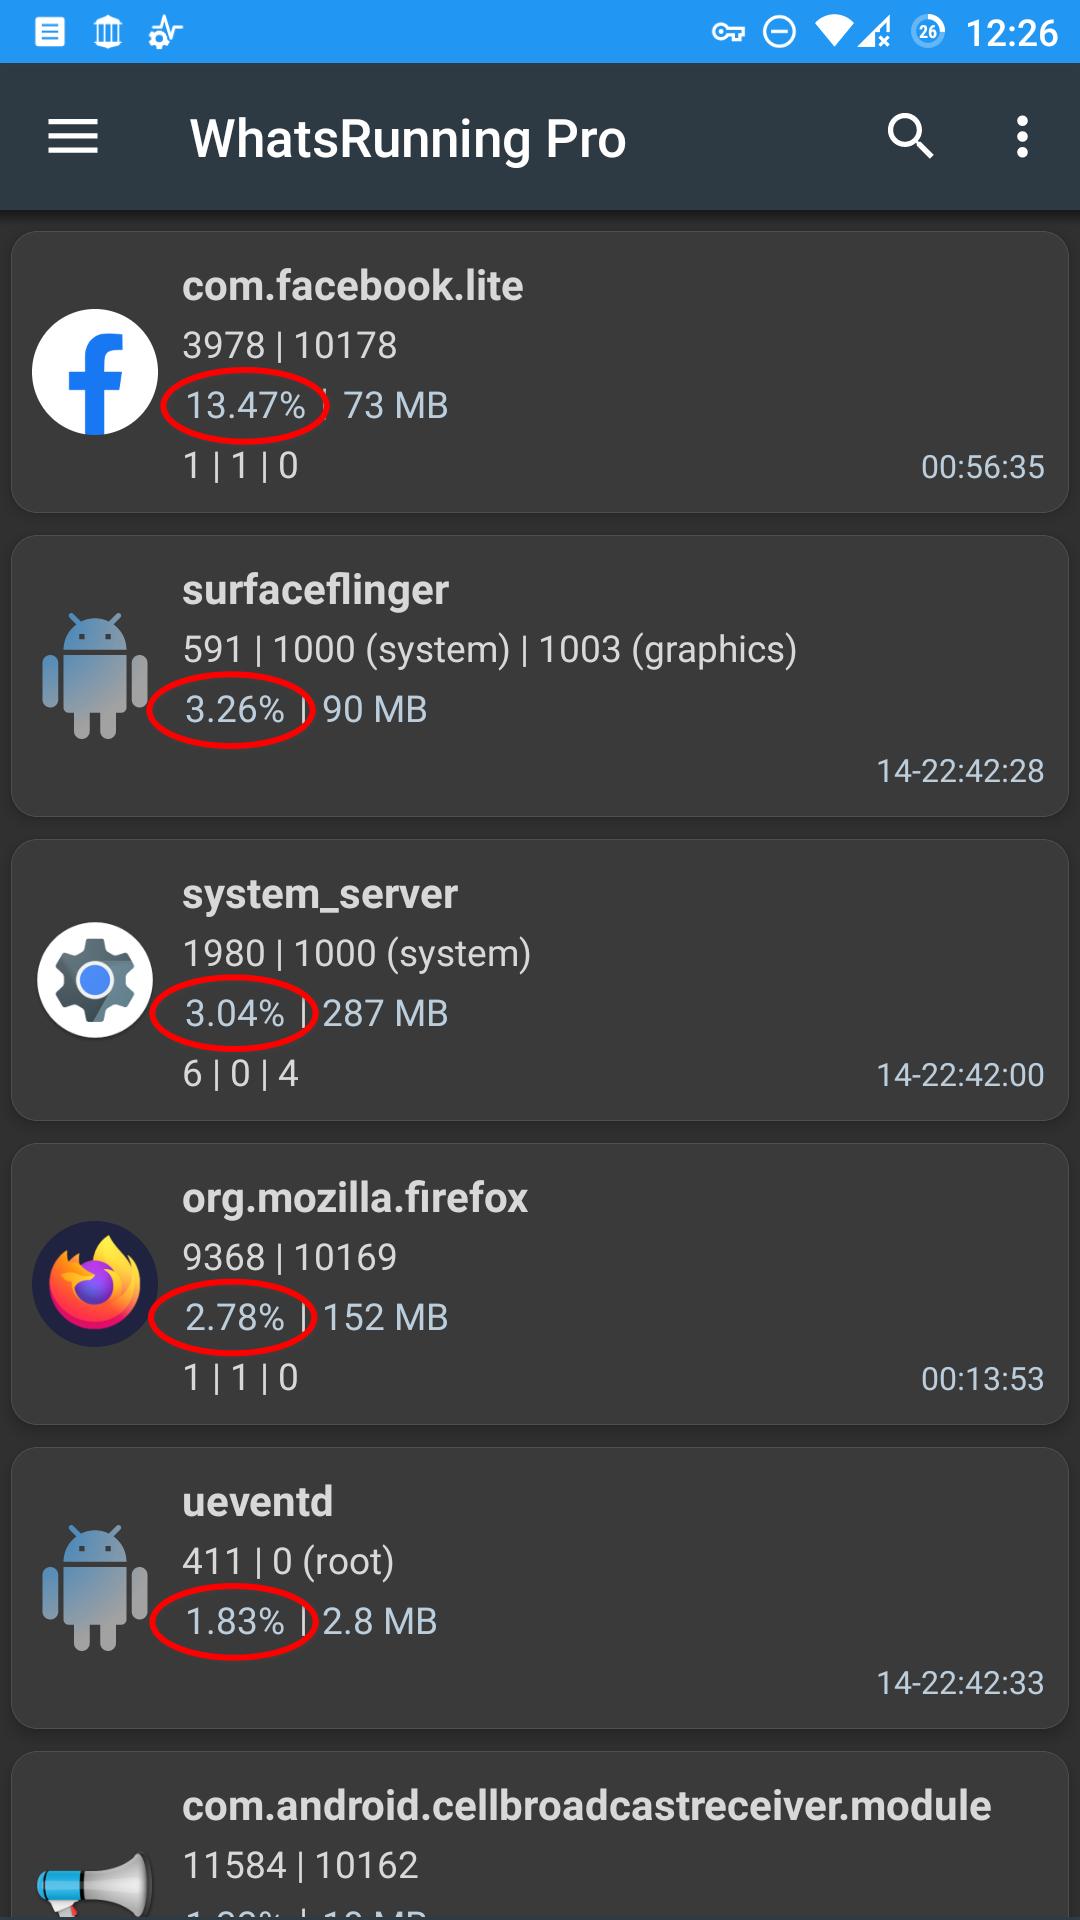 26 12:26
WhatsRunning Pro
com.facebook.lite
3978 | 10178
13.47% | 73 MB
1 | 1 | 0 00:56:35
surfaceflinger
591 | 1000 (system) | 1003 (graphics)
3.26% | 90 MB
14-22:42:28
system_server
1980 | 1000 (system)
3.04% | 287 MB
6 | 0 | 4 14-22:42:00
org.mozilla.firefox
9368 | 10169
2.78% | 152 MB
1 | 1 | 0 00:13:53
ueventd
411 | 0 (root)
1.83% | 2.8 MB
14-22:42:33
com.android.cellbroadcastreceiver.module
11584 | 10162